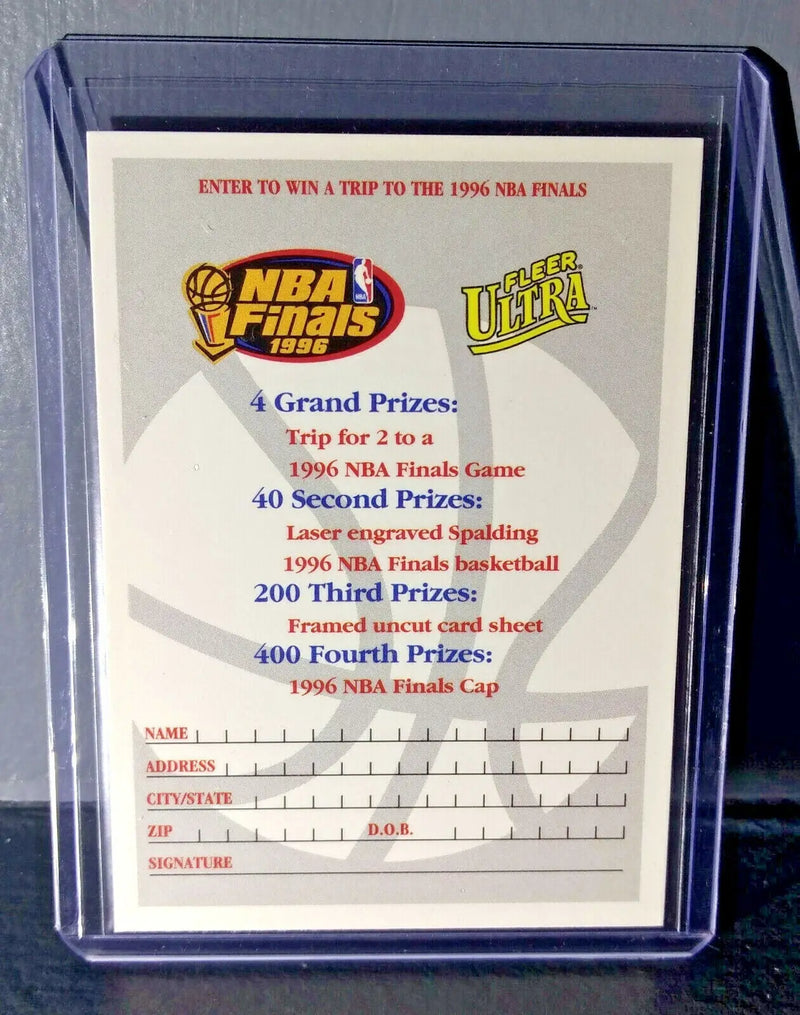 ENTER TO WIN A TRIP TO THE 1996 NBA FINALS
NBA
Finals
1996
NBA
FLEER
ULTRA™
4 Grand Prizes:
Trip for 2 to a
1996 NBA Finals Game
40 Second Prizes:
Laser engraved Spalding
1996 NBA Finals basketball
200 Third Prizes:
Framed uncut card sheet
400 Fourth Prizes:
1996 NBA Finals Cap
NAME
ADDRESS
CITY/STATE
ZIP D.O.B.
SIGNATURE